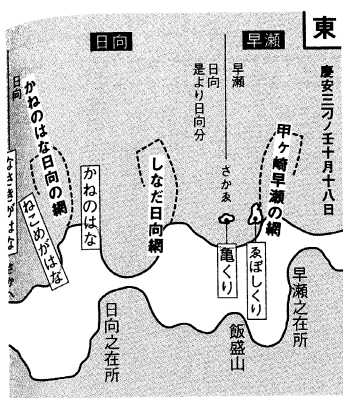 東
慶安三刁ノ壬十月十八日
早瀬
甲ヶ崎早瀬の網
ゑぼしくり
早瀬之在所
早瀬
さかゑ
亀くり
飯盛山
日向
是より日向分
日向
しなだ日向網
かねのはな
日向之在所
かねのはな日向の網
ねこめがはな
日向